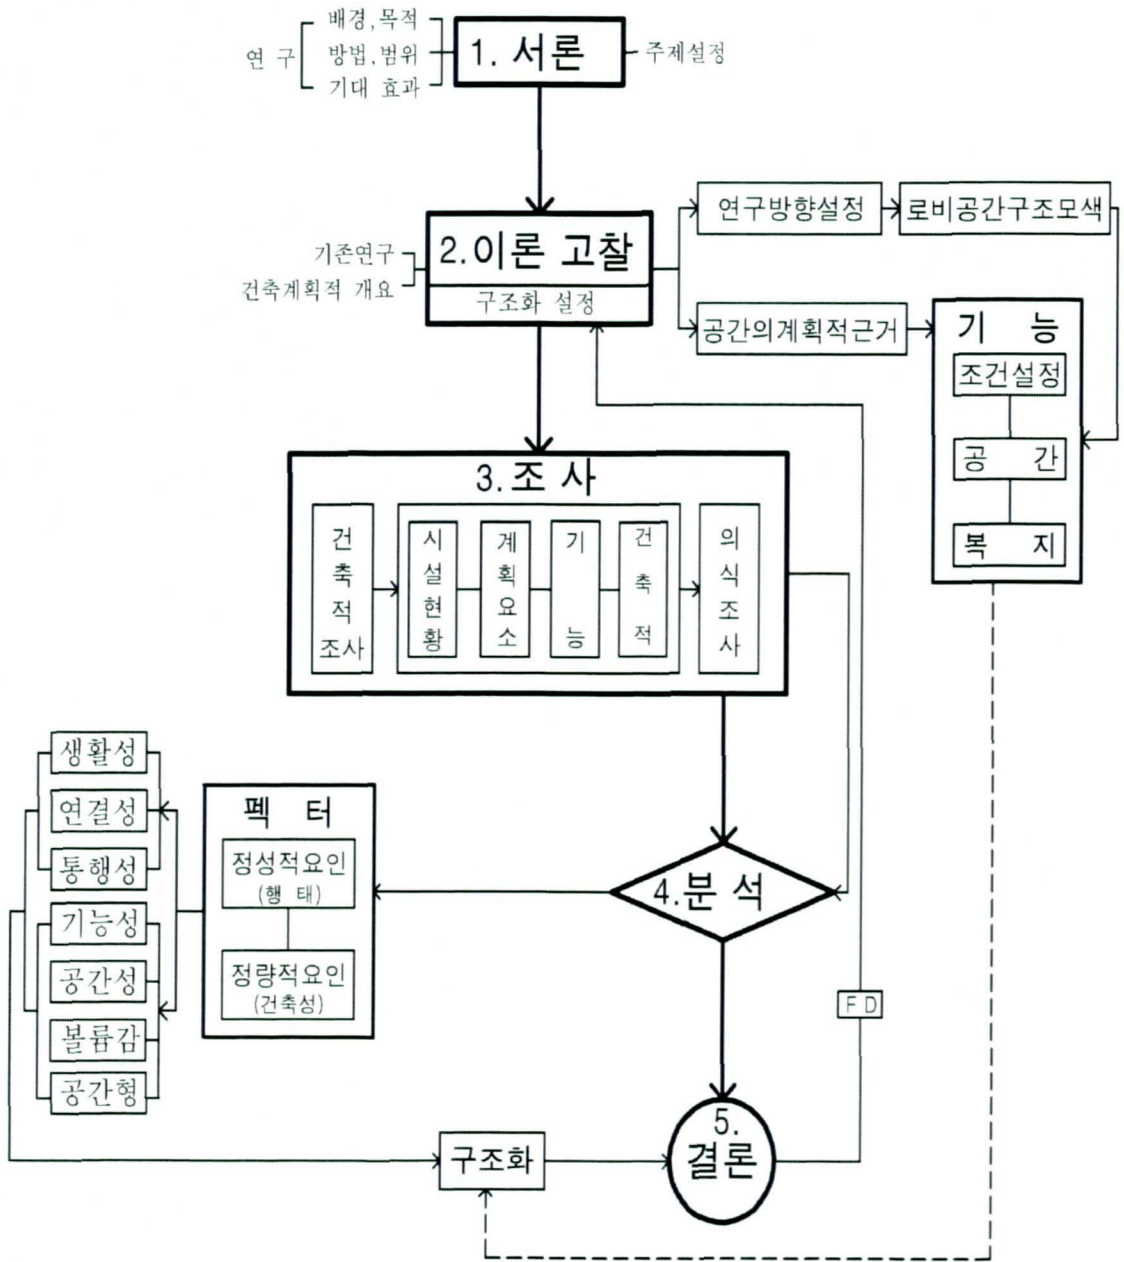 연 구
배경,목적
방법,범위
기대 효과
1. 서론
주제설정
기존연구
건축계획적 개요
2.이론 고찰
구조화 설정
연구방향설정
로비공간구조모색
공간의계획적근거
기 능
조건설정
공 간
복 지
3.조 사
건축적조사
시설현황
계획요소
기 능
건축적
의식조사
생활성
연결성
통행성
기능성
공간성
볼륨감
공간형
펙 터
정성적요인
(행 태)
정량적요인
(건축성)
4.분 석
F D
구조화
5.
결론